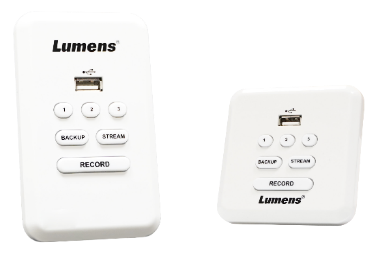 Lumens®
1 2 3
BACKUP STREAM
RECORD
1 2 3
BACKUP STREAM
RECORD
Lumens®